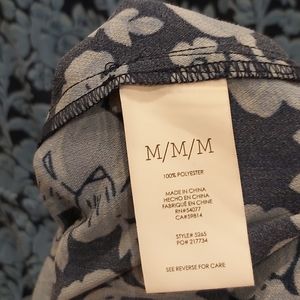 M/M/M
100% POLYESTER
MADE IN CHINA
HECHO EN CHINA
FABRIQUÉ EN CHINE
RN#54077
CA#59814
STYLE# 5265
PO# 217734
SEE REVERSE FOR CARE